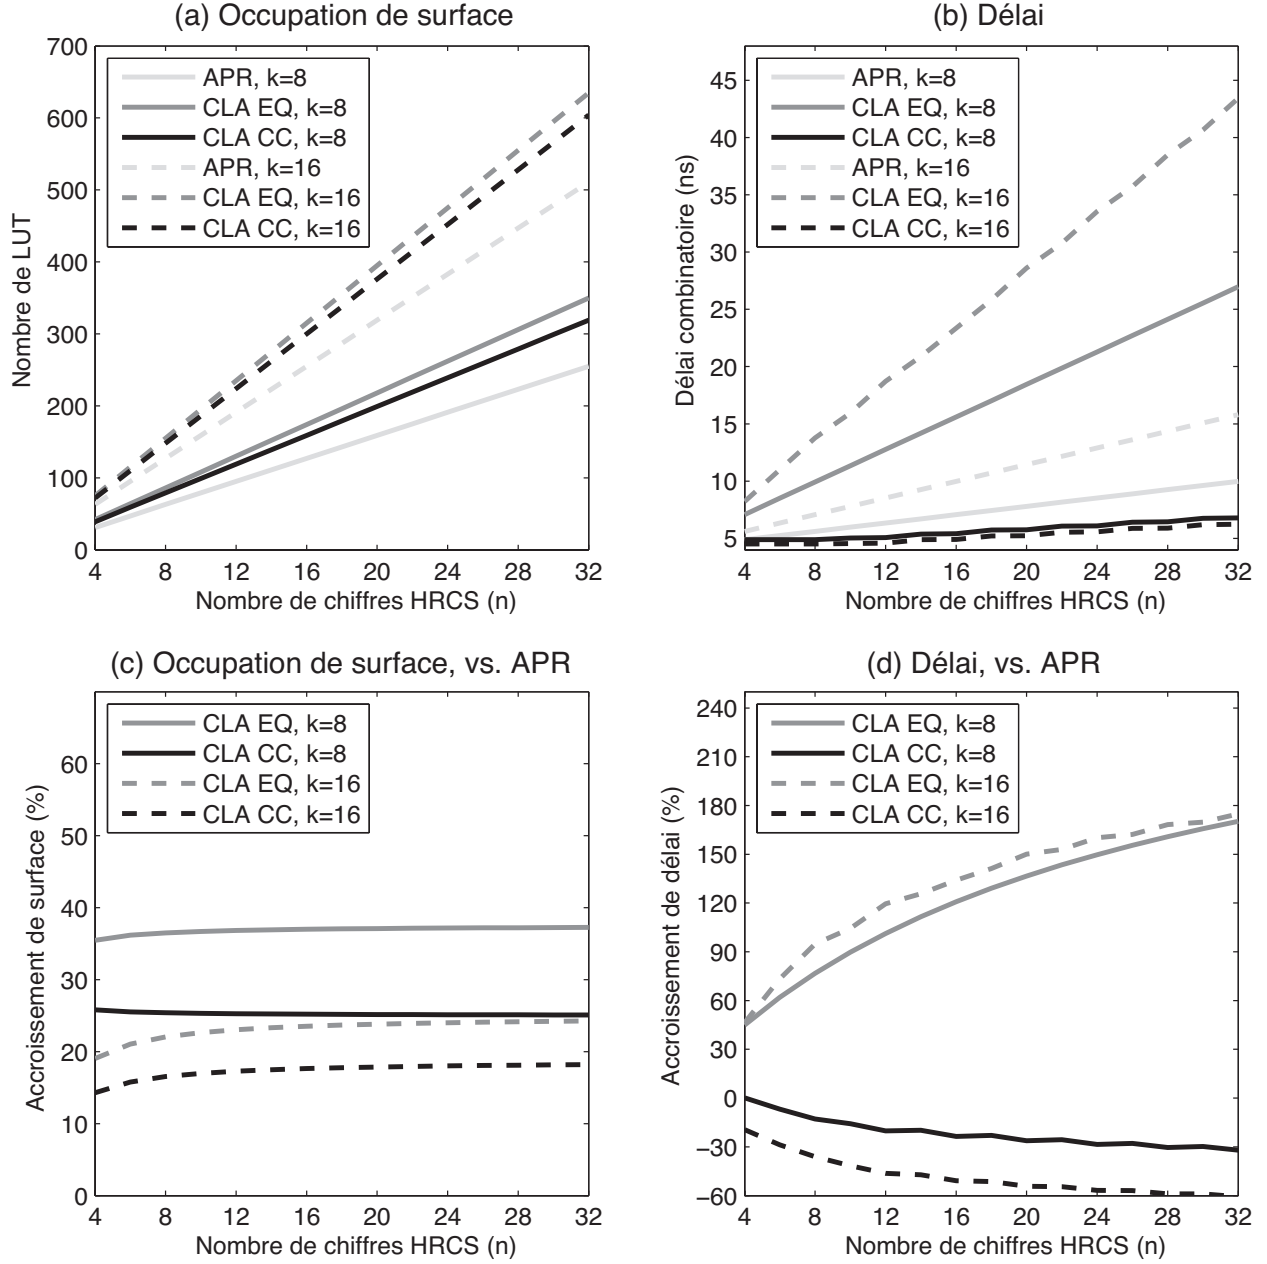 (a) Occupation de surface
700
600
500
400
300
200
100
0
Nombre de LUT
APR, k=8
CLA EQ, k=8
CLA CC, k=8
APR, k=16
CLA EQ, k=16
CLA CC, k=16
4 8 12 16 20 24 28 32
Nombre de chiffres HRCS (n)
(b) Délai
45
40
35
30
25
20
15
10
5
Délai combinatoire (ns)
APR, k=8
CLA EQ, k=8
CLA CC, k=8
APR, k=16
CLA EQ, k=16
CLA CC, k=16
4 8 12 16 20 24 28 32
Nombre de chiffres HRCS (n)
(c) Occupation de surface, vs. APR
60
50
40
30
20
10
0
Accroissement de surface (%)
CLA EQ, k=8
CLA CC, k=8
CLA EQ, k=16
CLA CC, k=16
4 8 12 16 20 24 28 32
Nombre de chiffres HRCS (n)
(d) Délai, vs. APR
240
210
180
150
120
90
60
30
0
−30
−60
Accroissement de délai (%)
CLA EQ, k=8
CLA CC, k=8
CLA EQ, k=16
CLA CC, k=16
4 8 12 16 20 24 28 32
Nombre de chiffres HRCS (n)